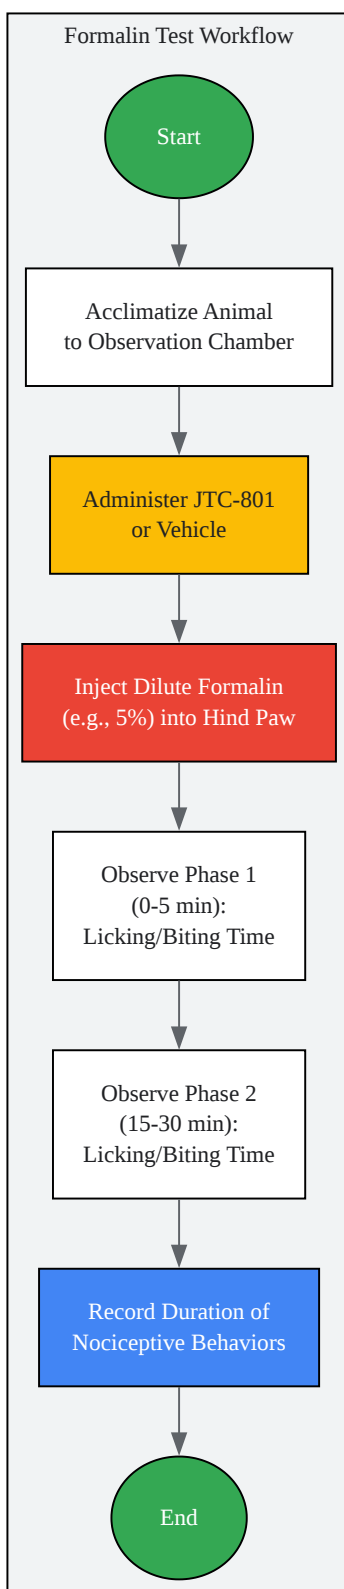 Formalin Test Workflow
Start
Acclimatize Animal
to Observation Chamber
Administer JTC-801
or Vehicle
Inject Dilute Formalin
(e.g., 5%) into Hind Paw
Observe Phase 1
(0-5 min):
Licking/Biting Time
Observe Phase 2
(15-30 min):
Licking/Biting Time
Record Duration of
Nociceptive Behaviors
End